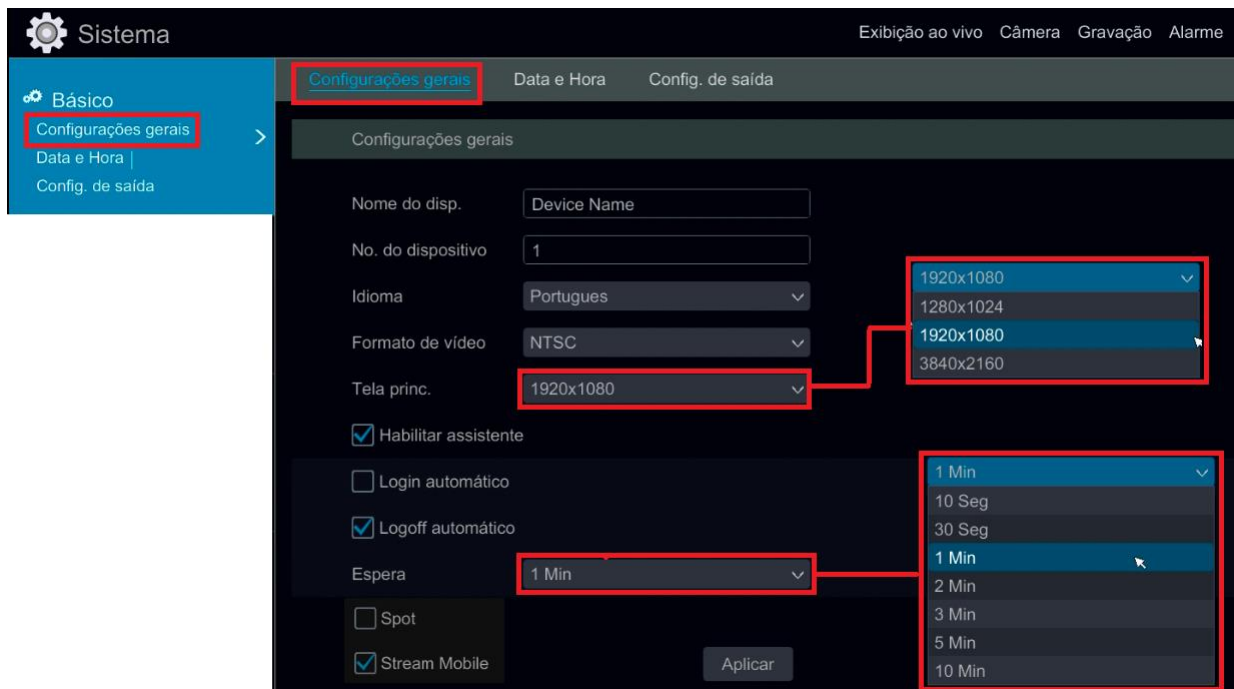 Sistema
Exibição ao vivo Câmera Gravação Alarme
Básico
Configurações gerais
Data e Hora
Config. de saída
Configurações gerais Data e Hora Config. de saída
Configurações gerais
Nome do disp. Device Name
No. do dispositivo 1
Idioma Portugues
Formato de vídeo NTSC
Tela princ. 1920x1080
1920x1080
1280x1024
1920x1080
3840x2160
Habilitar assistente
Login automático
Logoff automático
Espera 1 Min
1 Min
10 Seg
30 Seg
1 Min
2 Min
3 Min
5 Min
10 Min
Spot
Stream Mobile
Aplicar